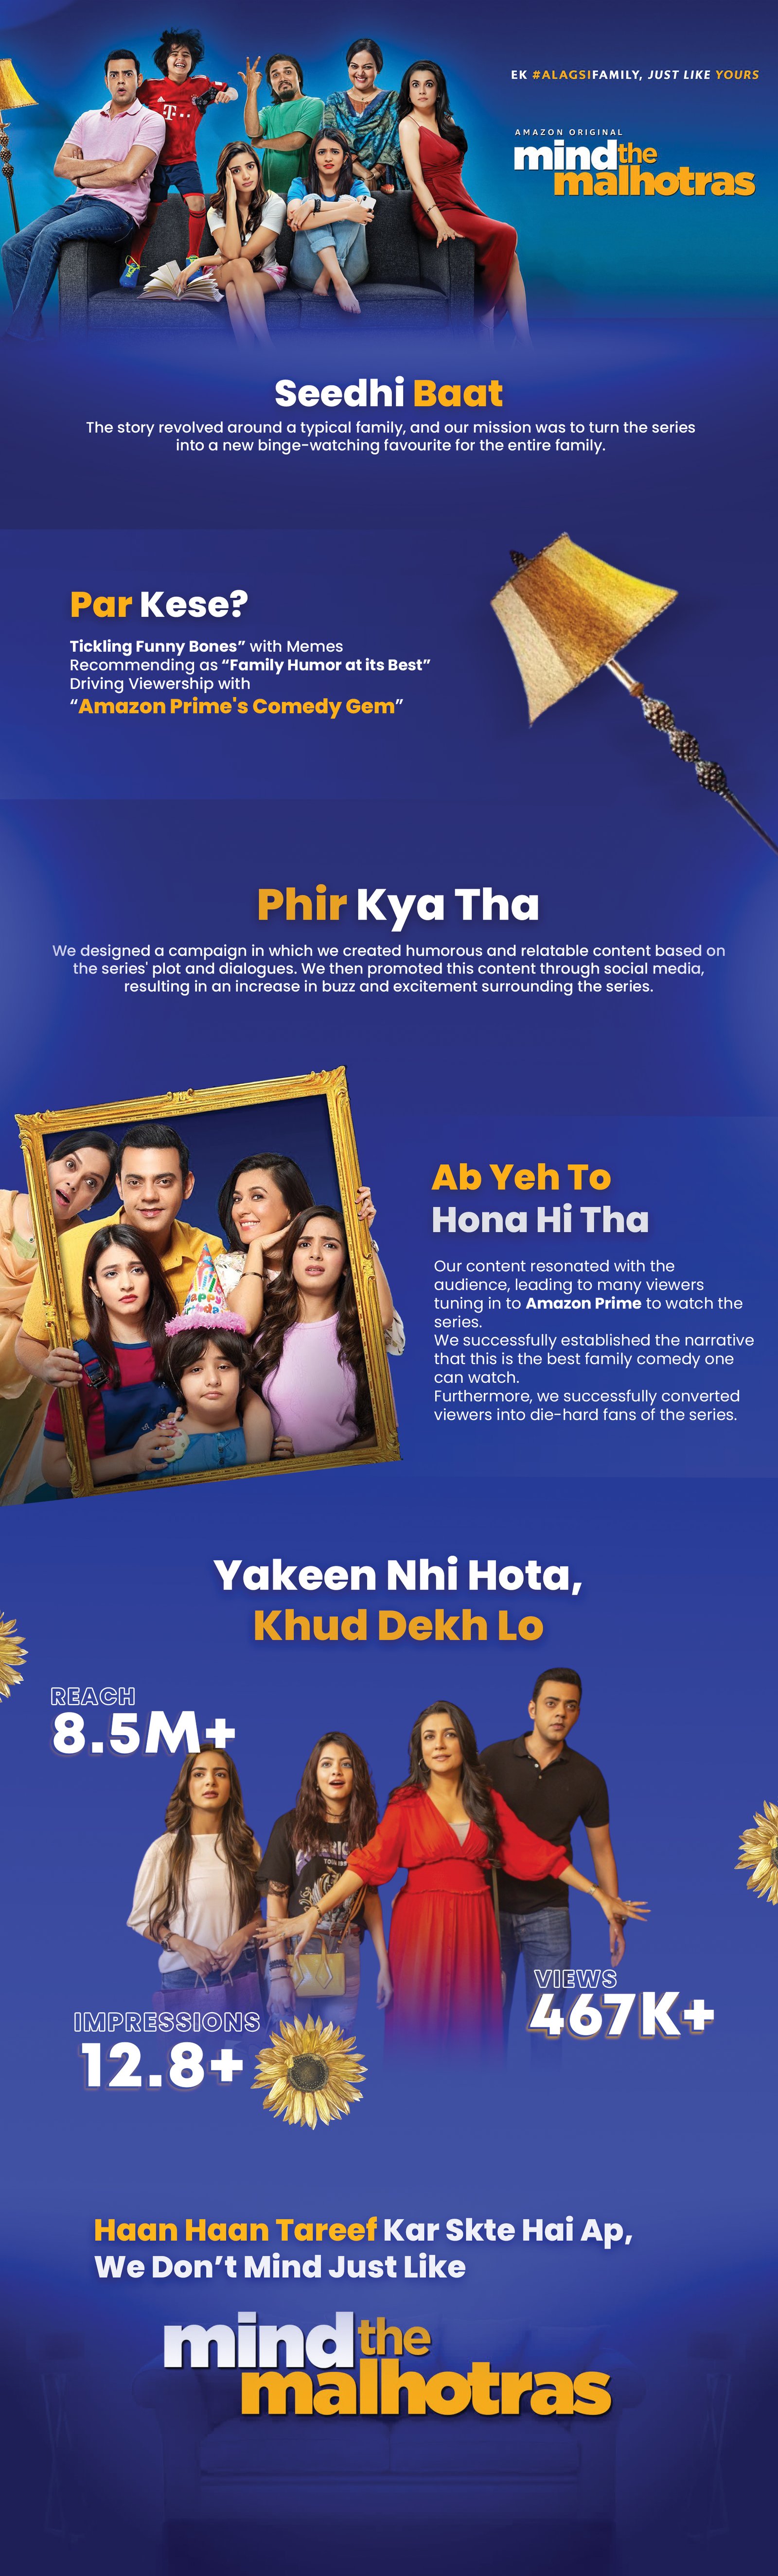 EK #ALAGSIFAMILY, JUST LIKE YOURS
AMAZON ORIGINAL
mind the
malhotras
Seedhi Baat
The story revolved around a typical family, and our mission was to turn the series
into a new binge-watching favourite for the entire family.
Par Kese?
Tickling Funny Bones” with Memes
Recommending as “Family Humor at its Best”
Driving Viewership with
“Amazon Prime's Comedy Gem”
Phir Kya Tha
We designed a campaign in which we created humorous and relatable content based on
the series' plot and dialogues. We then promoted this content through social media,
resulting in an increase in buzz and excitement surrounding the series.
Ab Yeh To
Hona Hi Tha
Our content resonated with the
audience, leading to many viewers
tuning in to Amazon Prime to watch the
series.
We successfully established the narrative
that this is the best family comedy one
can watch.
Furthermore, we successfully converted
viewers into die-hard fans of the series.
Yakeen Nhi Hota,
Khud Dekh Lo
REACH
8.5M+
VIEWS
467K+
IMPRESSIONS
12.8+
Haan Haan Tareef Kar Skte Hai Ap,
We Don’t Mind Just Like
mind the
malhotras